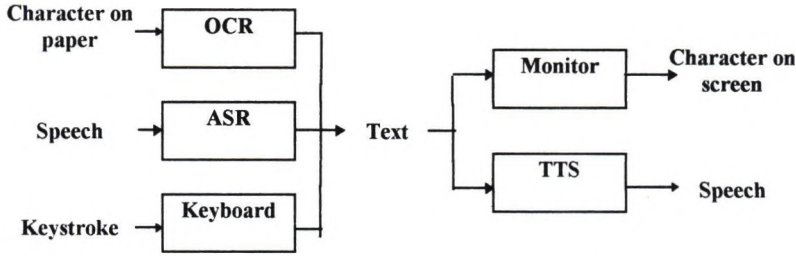 Character on
paper
OCR
Speech
ASR
Keystroke
Keyboard
Text
Monitor
Character on
screen
TTS
Speech